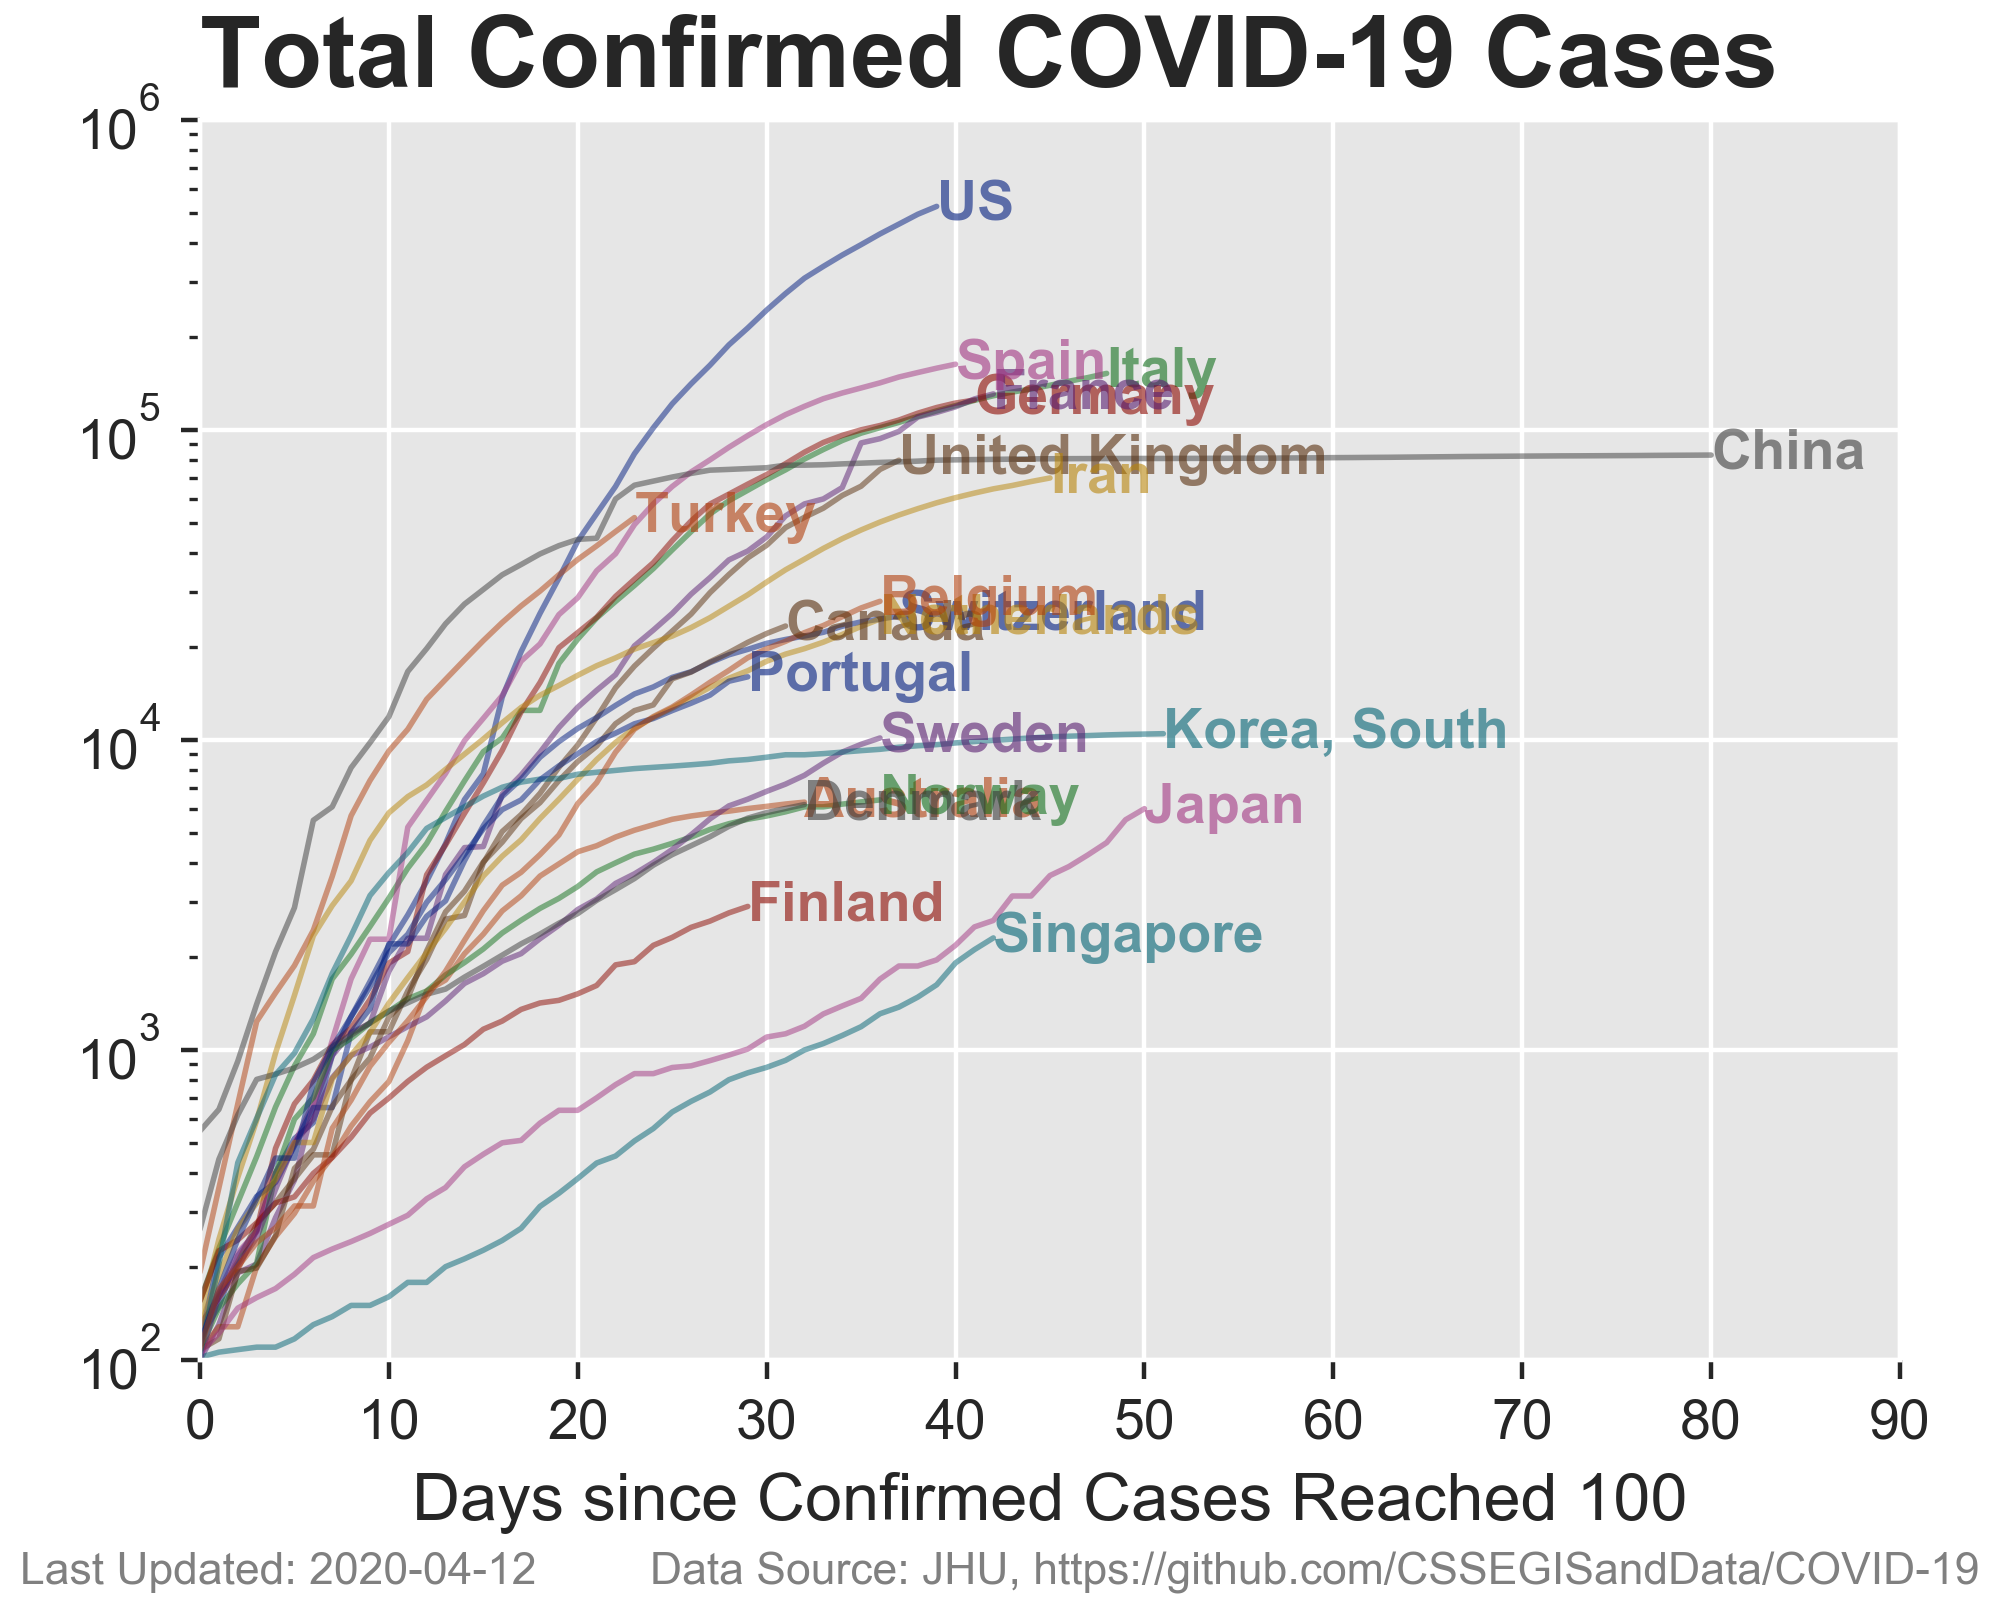 Total Confirmed COVID-19 Cases
10^6
10^5
10^4
10^3
10^2
US
Spain
Italy
France
Germany
United Kingdom
China
Iran
Turkey
Belgium
Switzerland
Netherlands
Canada
Portugal
Korea, South
Sweden
Norway
Australia
Denmark
Japan
Finland
Singapore
0 10 20 30 40 50 60 70 80 90
Days since Confirmed Cases Reached 100
Last Updated: 2020-04-12 Data Source: JHU, https://github.com/CSSEGISandData/COVID-19